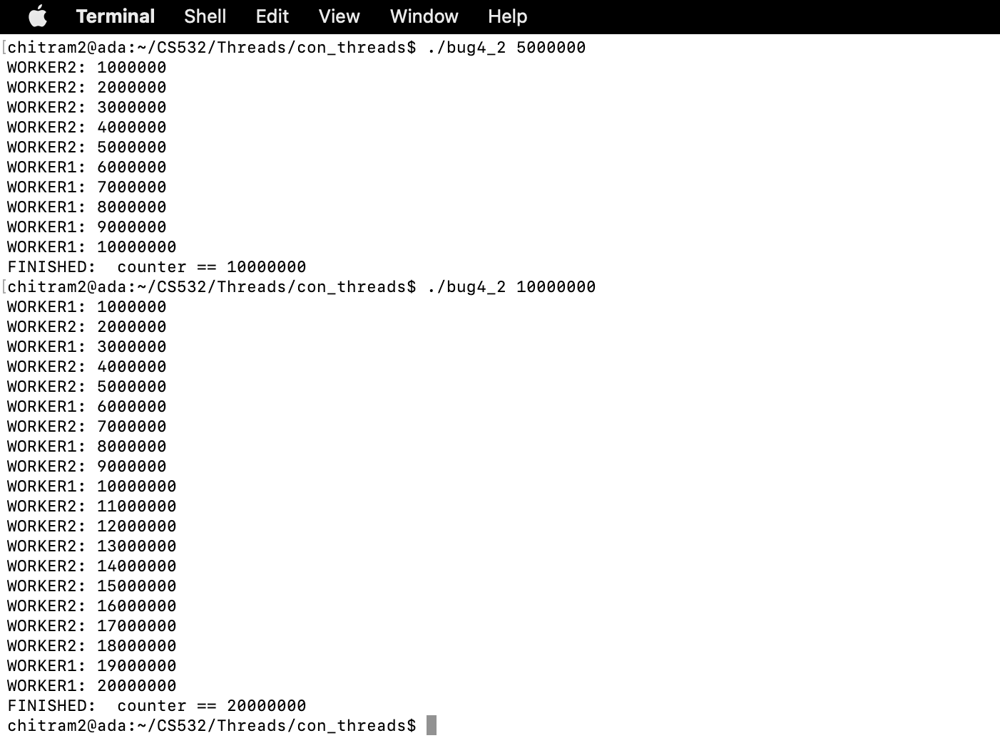 Terminal Shell Edit View Window Help
[chitram2@ada:~/CS532/Threads/con_threads$ ./bug4_2 5000000
WORKER2: 1000000
WORKER2: 2000000
WORKER2: 3000000
WORKER2: 4000000
WORKER2: 5000000
WORKER1: 6000000
WORKER1: 7000000
WORKER1: 8000000
WORKER1: 9000000
WORKER1: 10000000
FINISHED:  counter == 10000000
[chitram2@ada:~/CS532/Threads/con_threads$ ./bug4_2 10000000
WORKER1: 1000000
WORKER2: 2000000
WORKER1: 3000000
WORKER2: 4000000
WORKER2: 5000000
WORKER1: 6000000
WORKER2: 7000000
WORKER1: 8000000
WORKER2: 9000000
WORKER1: 10000000
WORKER2: 11000000
WORKER2: 12000000
WORKER2: 13000000
WORKER2: 14000000
WORKER2: 15000000
WORKER2: 16000000
WORKER2: 17000000
WORKER2: 18000000
WORKER1: 19000000
WORKER1: 20000000
FINISHED:  counter == 20000000
chitram2@ada:~/CS532/Threads/con_threads$